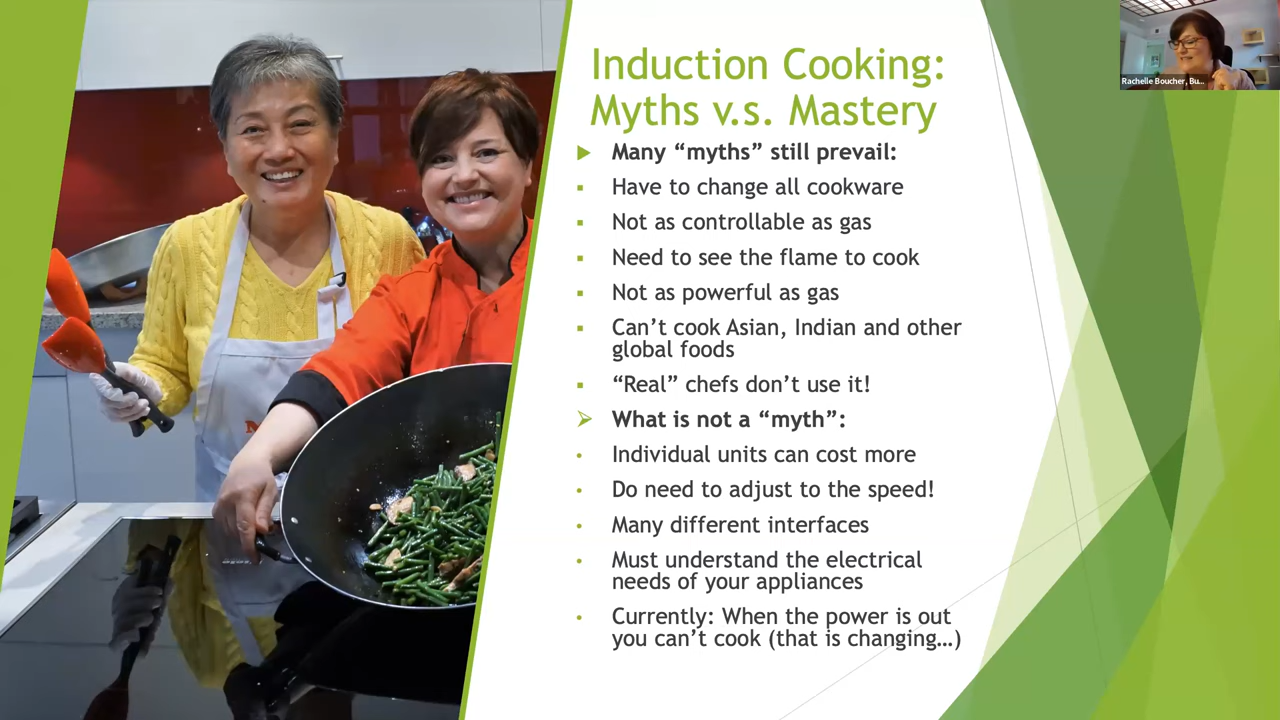 Induction Cooking:
Myths v.s. Mastery
Many “myths” still prevail:
Have to change all cookware
Not as controllable as gas
Need to see the flame to cook
Not as powerful as gas
Can’t cook Asian, Indian and other
global foods
“Real” chefs don’t use it!
What is not a “myth”:
Individual units can cost more
Do need to adjust to the speed!
Many different interfaces
Must understand the electrical
needs of your appliances
Currently: When the power is out
you can’t cook (that is changing…)
Rachelle Boucher, Bu...